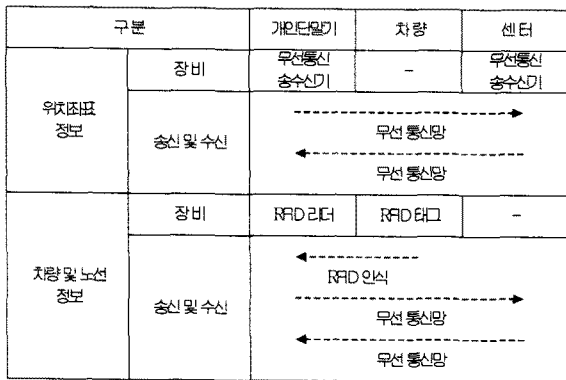 구분 개인단말기 차량 센터
장비 무선통신 - 무선통신
송수신기 송수신기
위치좌표
정보
송신 및 수신
무선 통신망
무선 통신망
장비 RFID 리더 RFID 태그 -
차량 및 노선
정보
송신 및 수신
RFID 인식
무선 통신망
무선 통신망